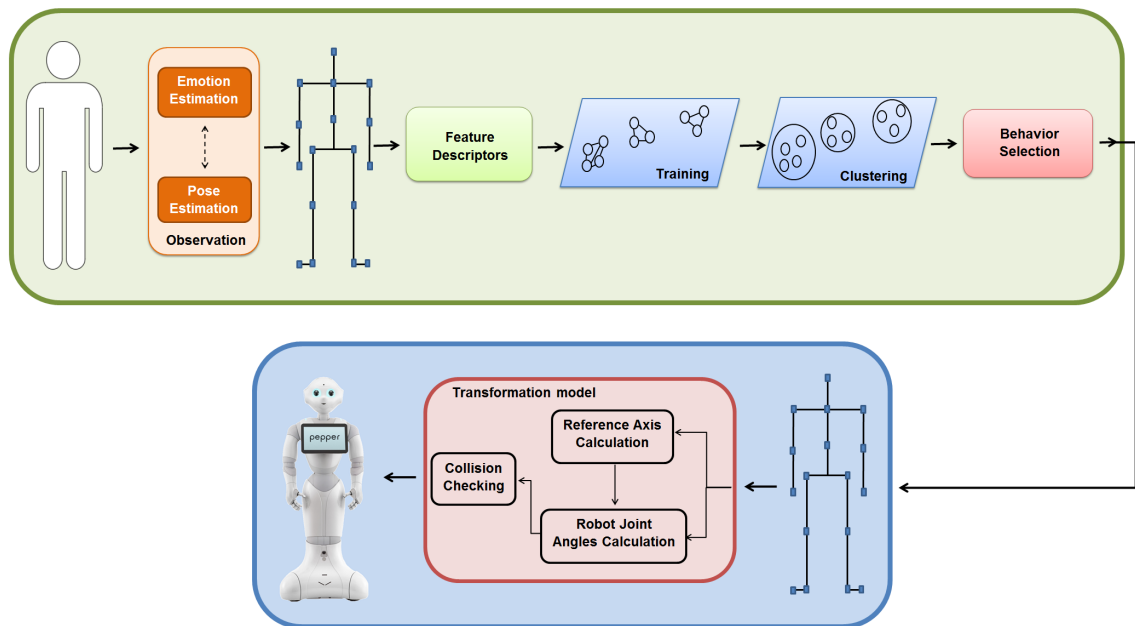 Emotion
Estimation
Pose
Estimation
Observation
Feature
Descriptors
Training
Clustering
Behavior
Selection
Transformation model
Reference Axis
Calculation
Collision
Checking
Robot Joint
Angles Calculation
pepper